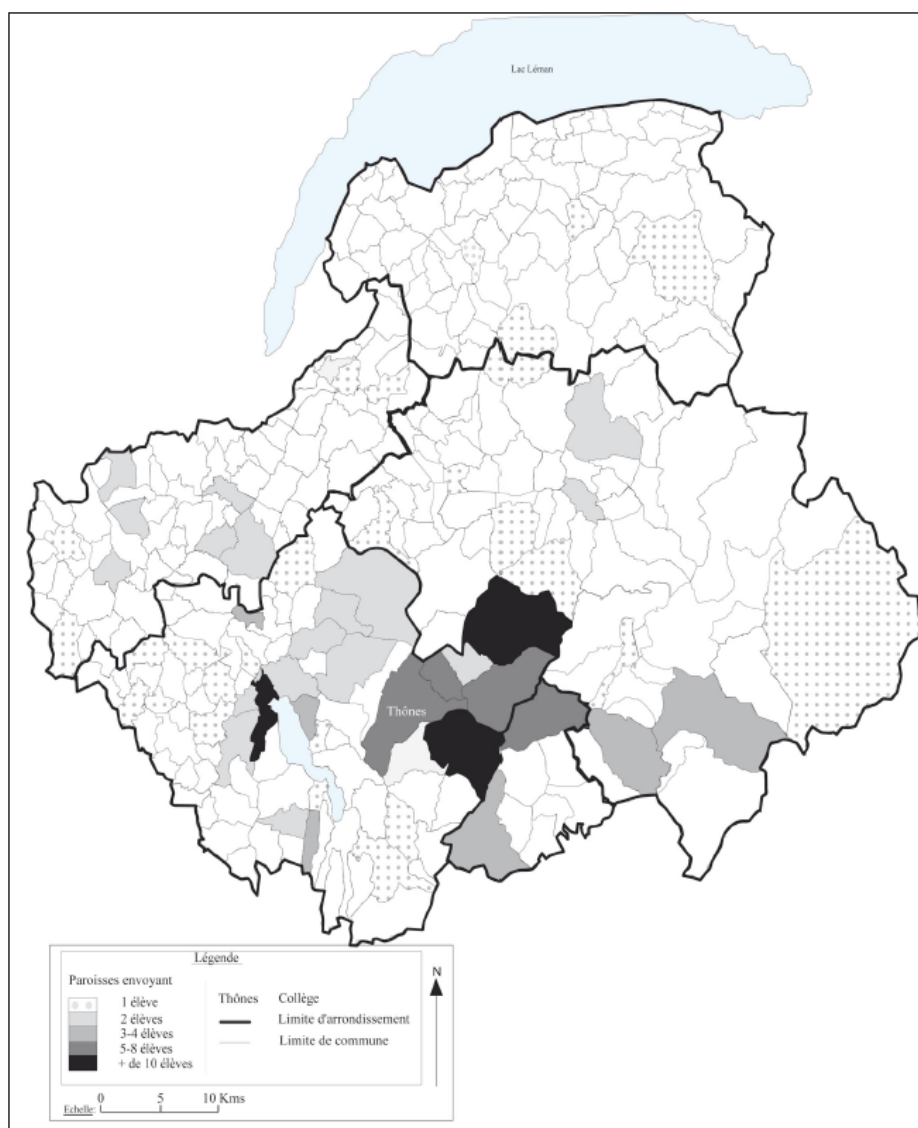 Lac Léman
Thônes
Légende
Paroisses envoyant
1 élève
2 élèves
3-4 élèves
5-8 élèves
+ de 10 élèves
Thônes Collège
Limite d'arrondissement
Limite de commune
N
Echelle: 0 5 10 Kms